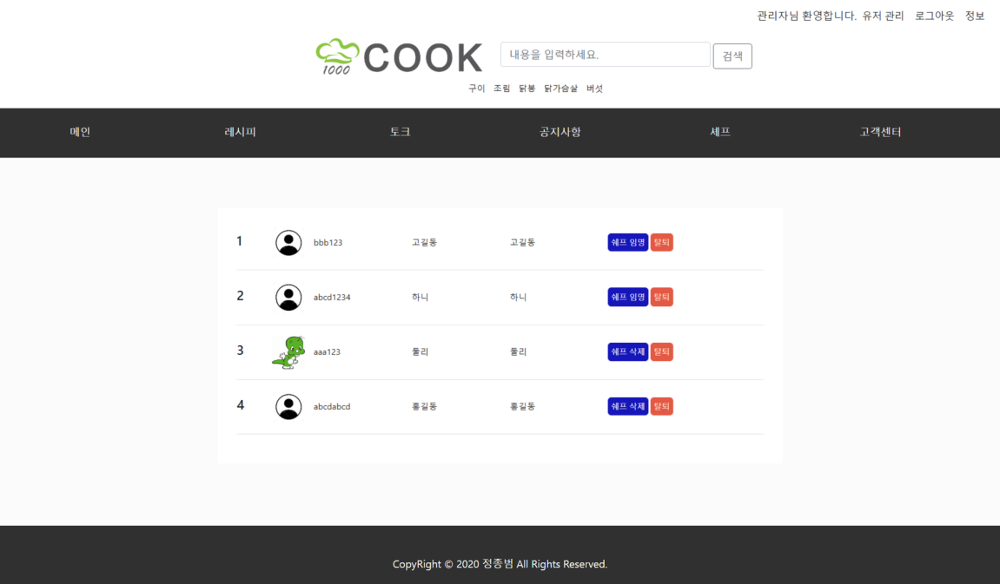 관리자님 환영합니다. 유저 관리 로그아웃 정보
1000 COOK 내용을 입력하세요. 검색
구이 조림 닭봉 닭가슴살 버섯
메인 레시피 토크 공지사항 셰프 고객센터
1 bbb123 고길동 고길동 쉐프 임명 탈퇴
2 abcd1234 하니 하니 쉐프 임명 탈퇴
3 aaa123 둘리 둘리 쉐프 삭제 탈퇴
4 abcdabcd 홍길동 홍길동 쉐프 삭제 탈퇴
CopyRight © 2020 정종범 All Rights Reserved.